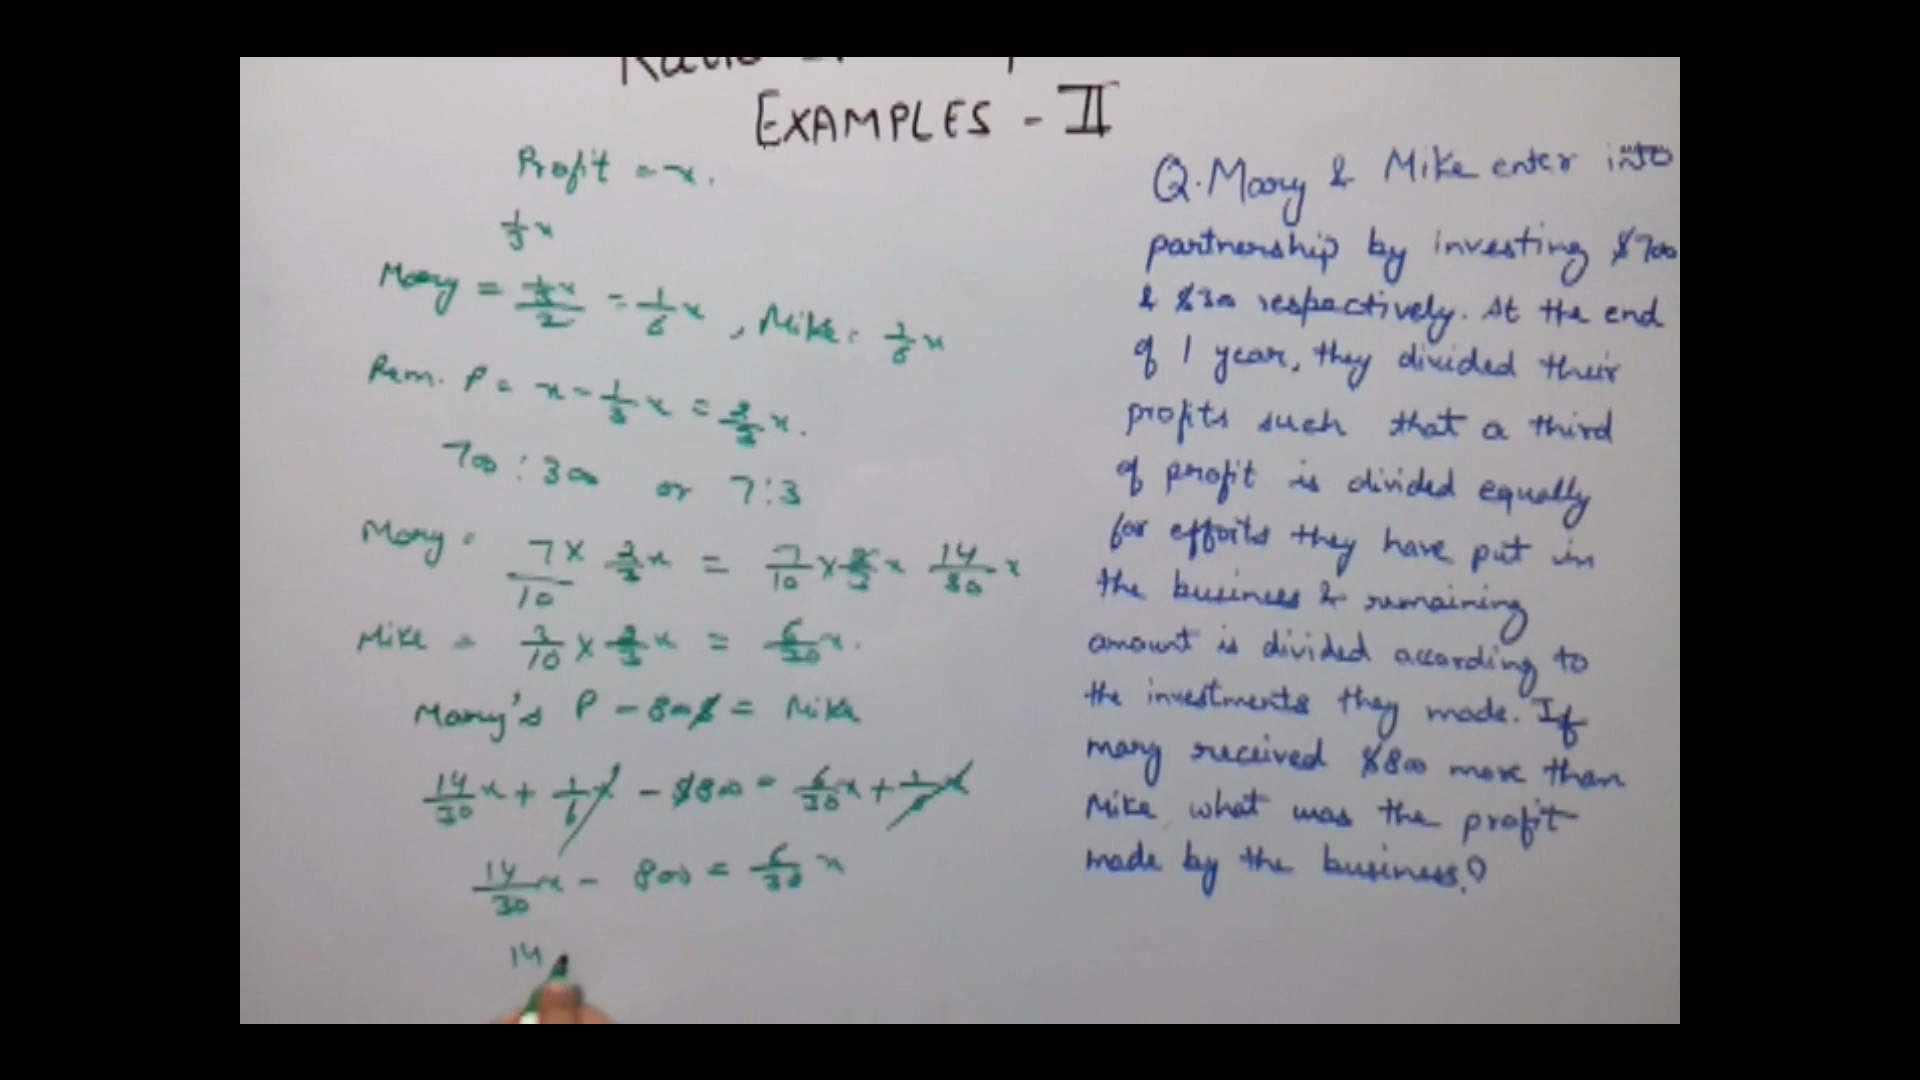 EXAMPLES - II
Profit = x.
1/3 x
Mary = 1/3 x / 2 = 1/6 x , Mike = 1/6 x
Rem. P = x - 1/3 x = 2/3 x.
700 : 300 or 7:3
Mary = 7/10 × 2/3 x = 7/10 × 2/3 x 14/30 x
Mike = 3/10 × 2/3 x = 6/30 x.
Mary's P - 800$ = Mike
14/30 x + 1/6 x - $800 = 6/30 x + 1/6 x
14/30 x - 800 = 6/30 x
14
Q. Mary & Mike enter into
partnership by investing $700
& $300 respectively. At the end
of 1 year, they divided their
profits such that a third
of profit is divided equally
for efforts they have put in
the business & remaining
amount is divided according to
the investments they made. If
mary received $800 more than
Mike what was the profit
made by the business?